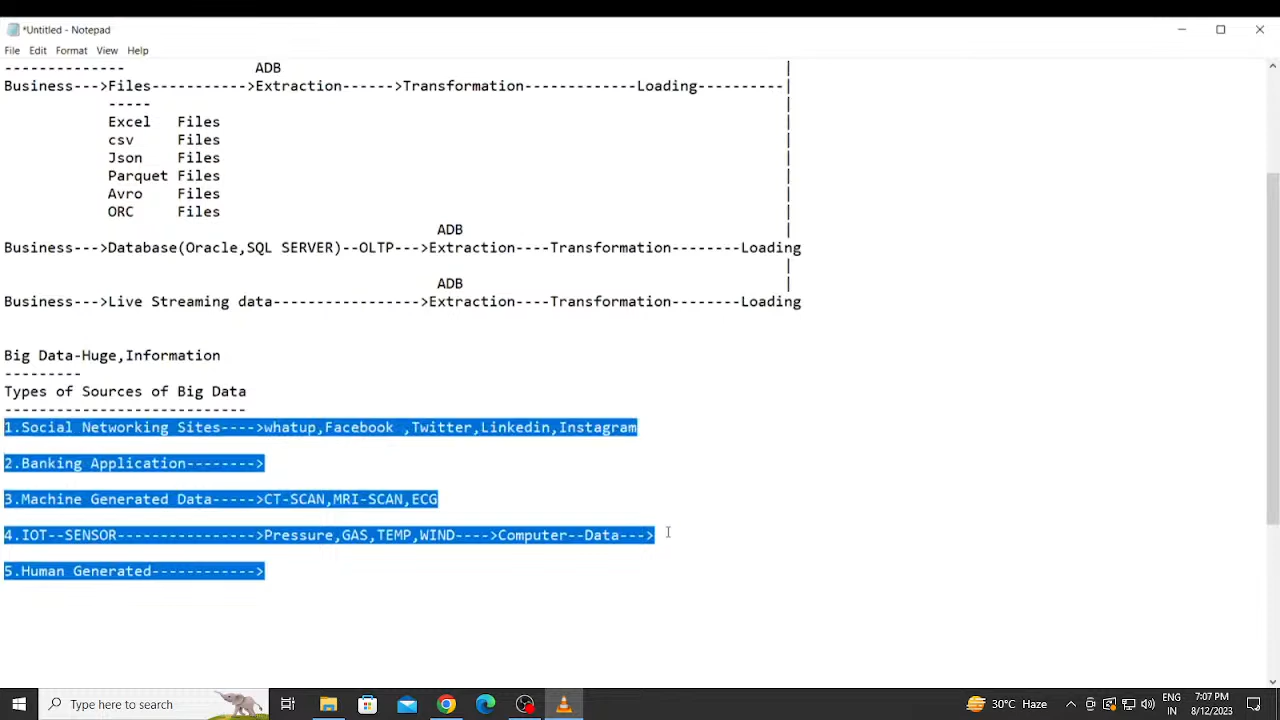 *Untitled - Notepad
File Edit Format View Help
-------------- ADB |
Business--->Files----------->Extraction------>Transformation-------------Loading----------|
----- |
Excel Files |
csv Files |
Json Files |
Parquet Files |
Avro Files |
ORC Files |
ADB |
Business--->Database(Oracle,SQL SERVER)--OLTP--->Extraction----Transformation--------Loading
|
ADB |
Business--->Live Streaming data----------------->Extraction----Transformation--------Loading
Big Data-Huge,Information
---------
Types of Sources of Big Data
----------------------------
1.Social Networking Sites---->whatup,Facebook ,Twitter,Linkedin,Instagram
2.Banking Application-------->
3.Machine Generated Data----->CT-SCAN,MRI-SCAN,ECG
4.IOT--SENSOR---------------->Pressure,GAS,TEMP,WIND---->Computer--Data--->
5.Human Generated------------>
Type here to search
30°C Haze
ENG
IN
7:07 PM
8/12/2023